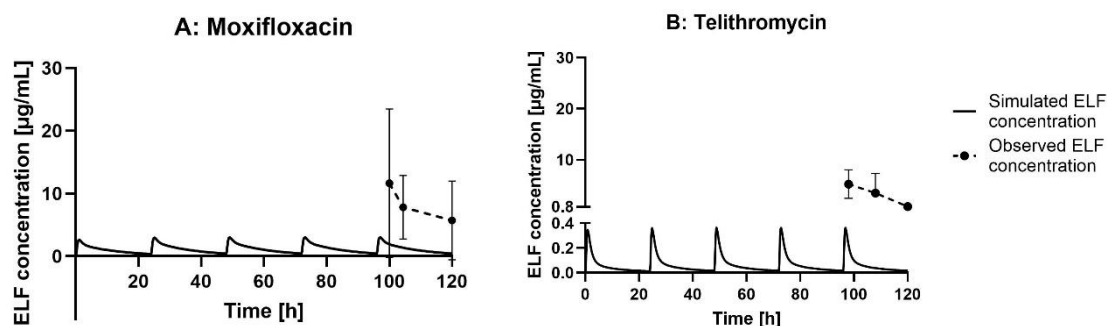 A: Moxifloxacin
ELF concentration [µg/mL]
30
20
10
0
20 40 60 80 100 120
Time [h]
B: Telithromycin
ELF concentration [µg/mL]
30
20
10
0.8
0.4
0.2
0.0
0 20 40 60 80 100 120
Time [h]
Simulated ELF
concentration
Observed ELF
concentration